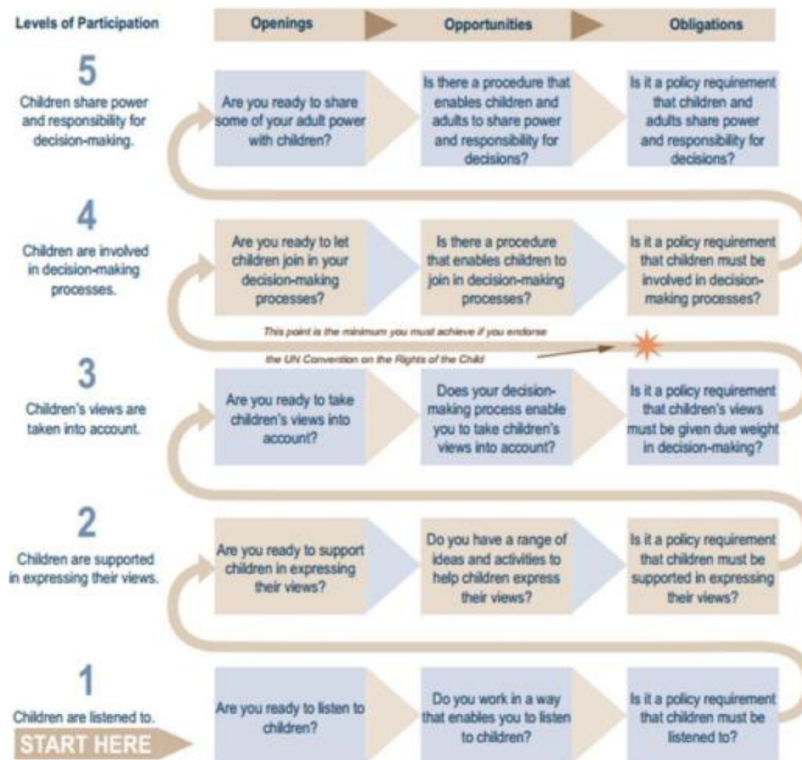 Levels of Participation
Openings
Opportunities
Obligations
5
Children share power
and responsibility for
decision-making.
Are you ready to share
some of your adult power
with children?
Is there a procedure that
enables children and
adults to share power
and responsibility for
decisions?
Is it a policy requirement
that children and
adults share power
and responsibility for
decisions?
4
Children are involved
in decision-making
processes.
Are you ready to let
children join in your
decision-making
processes?
Is there a procedure
that enables children to
join in decision-making
processes?
Is it a policy requirement
that children must be
involved in decision-
making processes?
This point is the minimum you must achieve if you endorse
the UN Convention on the Rights of the Child
3
Children's views are
taken into account.
Are you ready to take
children's views into
account?
Does your decision-
making process enable
you to take children's
views into account?
Is it a policy requirement
that children's views
must be given due weight
in decision-making?
2
Children are supported
in expressing their views.
Are you ready to support
children in expressing
their views?
Do you have a range of
ideas and activities to
help children express
their views?
Is it a policy requirement
that children must be
supported in expressing
their views?
1
Children are listened to.
START HERE
Are you ready to listen to
children?
Do you work in a way
that enables you to listen
to children?
Is it a policy requirement
that children must be
listened to?